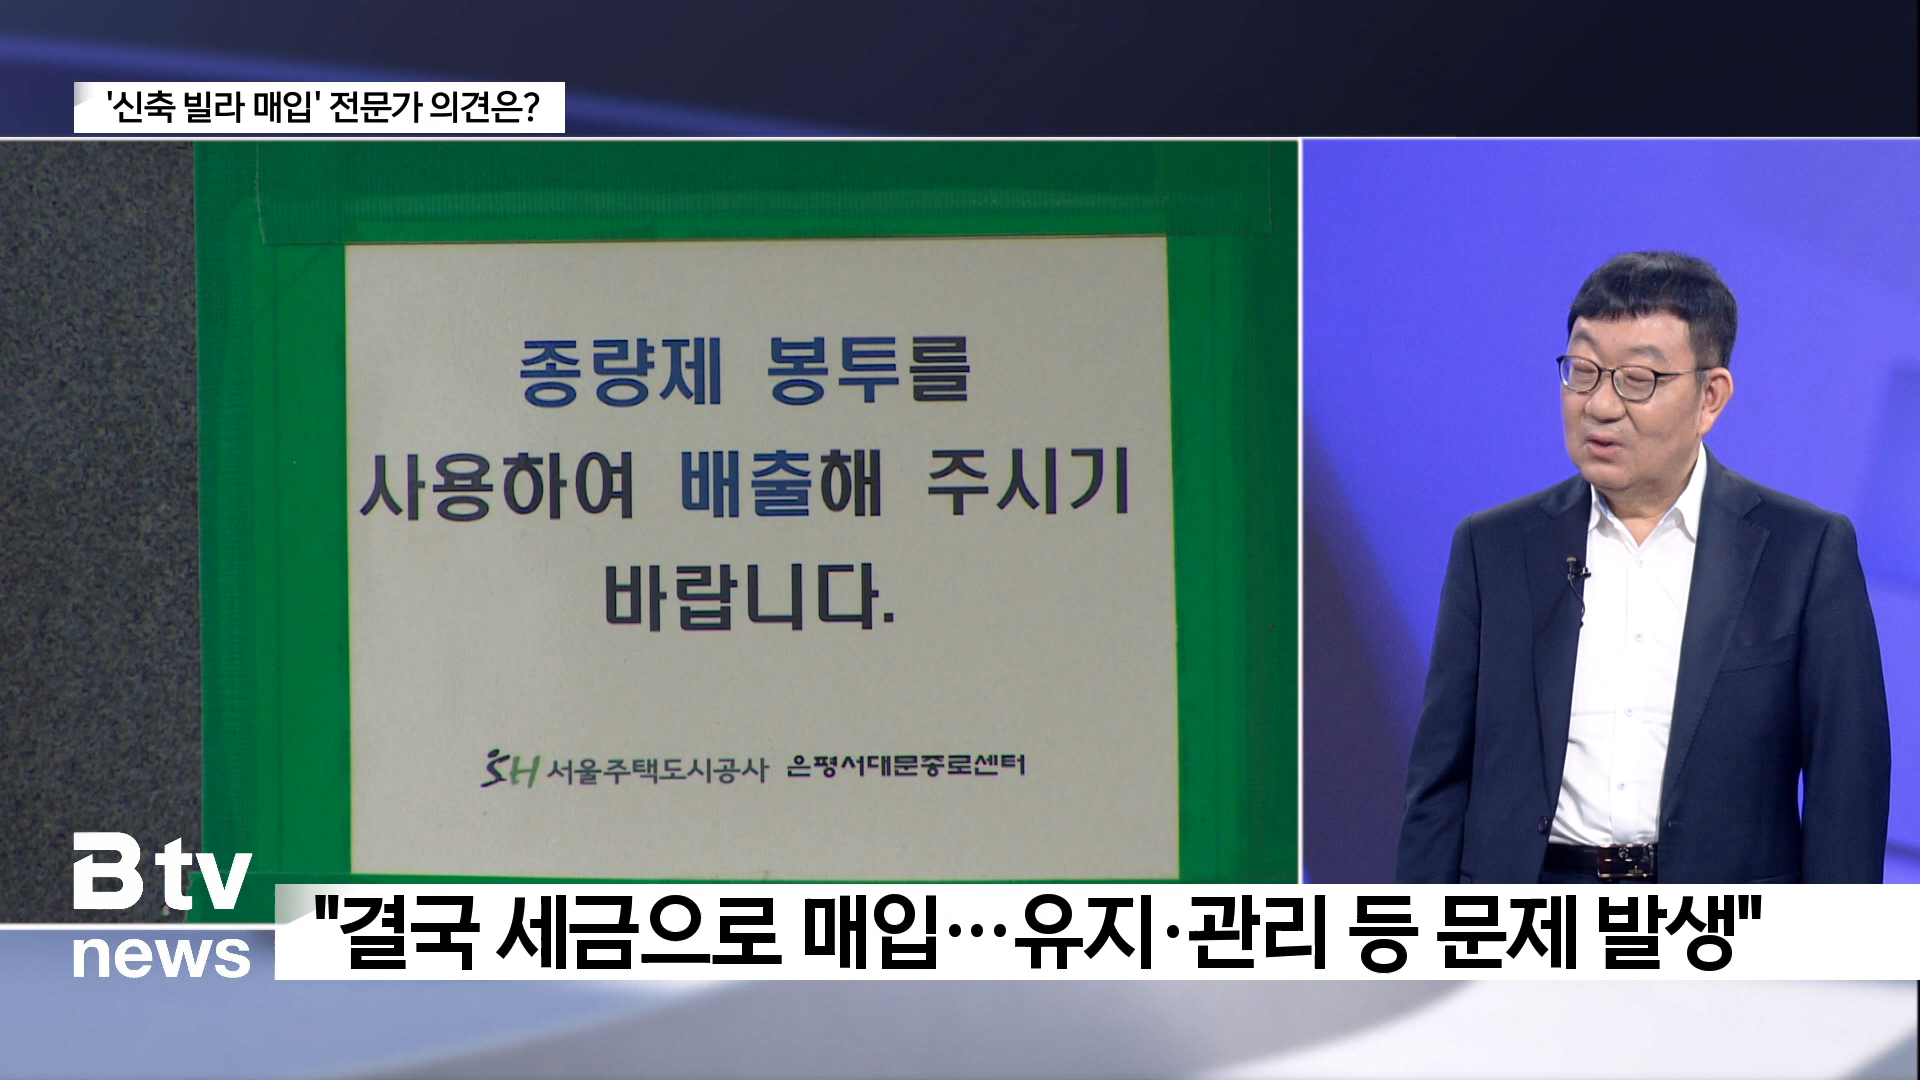 '신축 빌라 매입' 전문가 의견은?
종량제 봉투를
사용하여 배출해 주시기
바랍니다.
SH 서울주택도시공사 은평서대문종로센터
B tv
news
"결국 세금으로 매입…유지·관리 등 문제 발생"